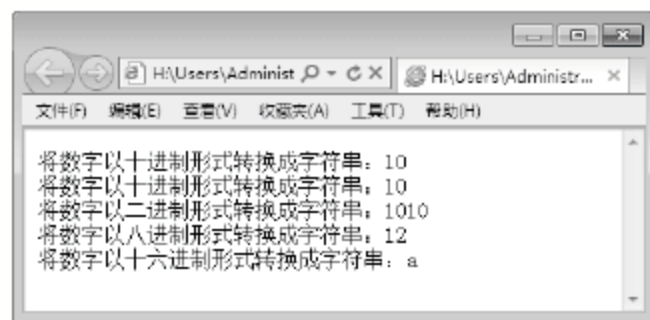 H:\Users\Administ
H:\Users\Administr...
文件(F) 编辑(E) 查看(V) 收藏夹(A) 工具(T) 帮助(H)
将数字以十进制形式转换成字符串：10
将数字以十进制形式转换成字符串：10
将数字以二进制形式转换成字符串：1010
将数字以八进制形式转换成字符串：12
将数字以十六进制形式转换成字符串：a